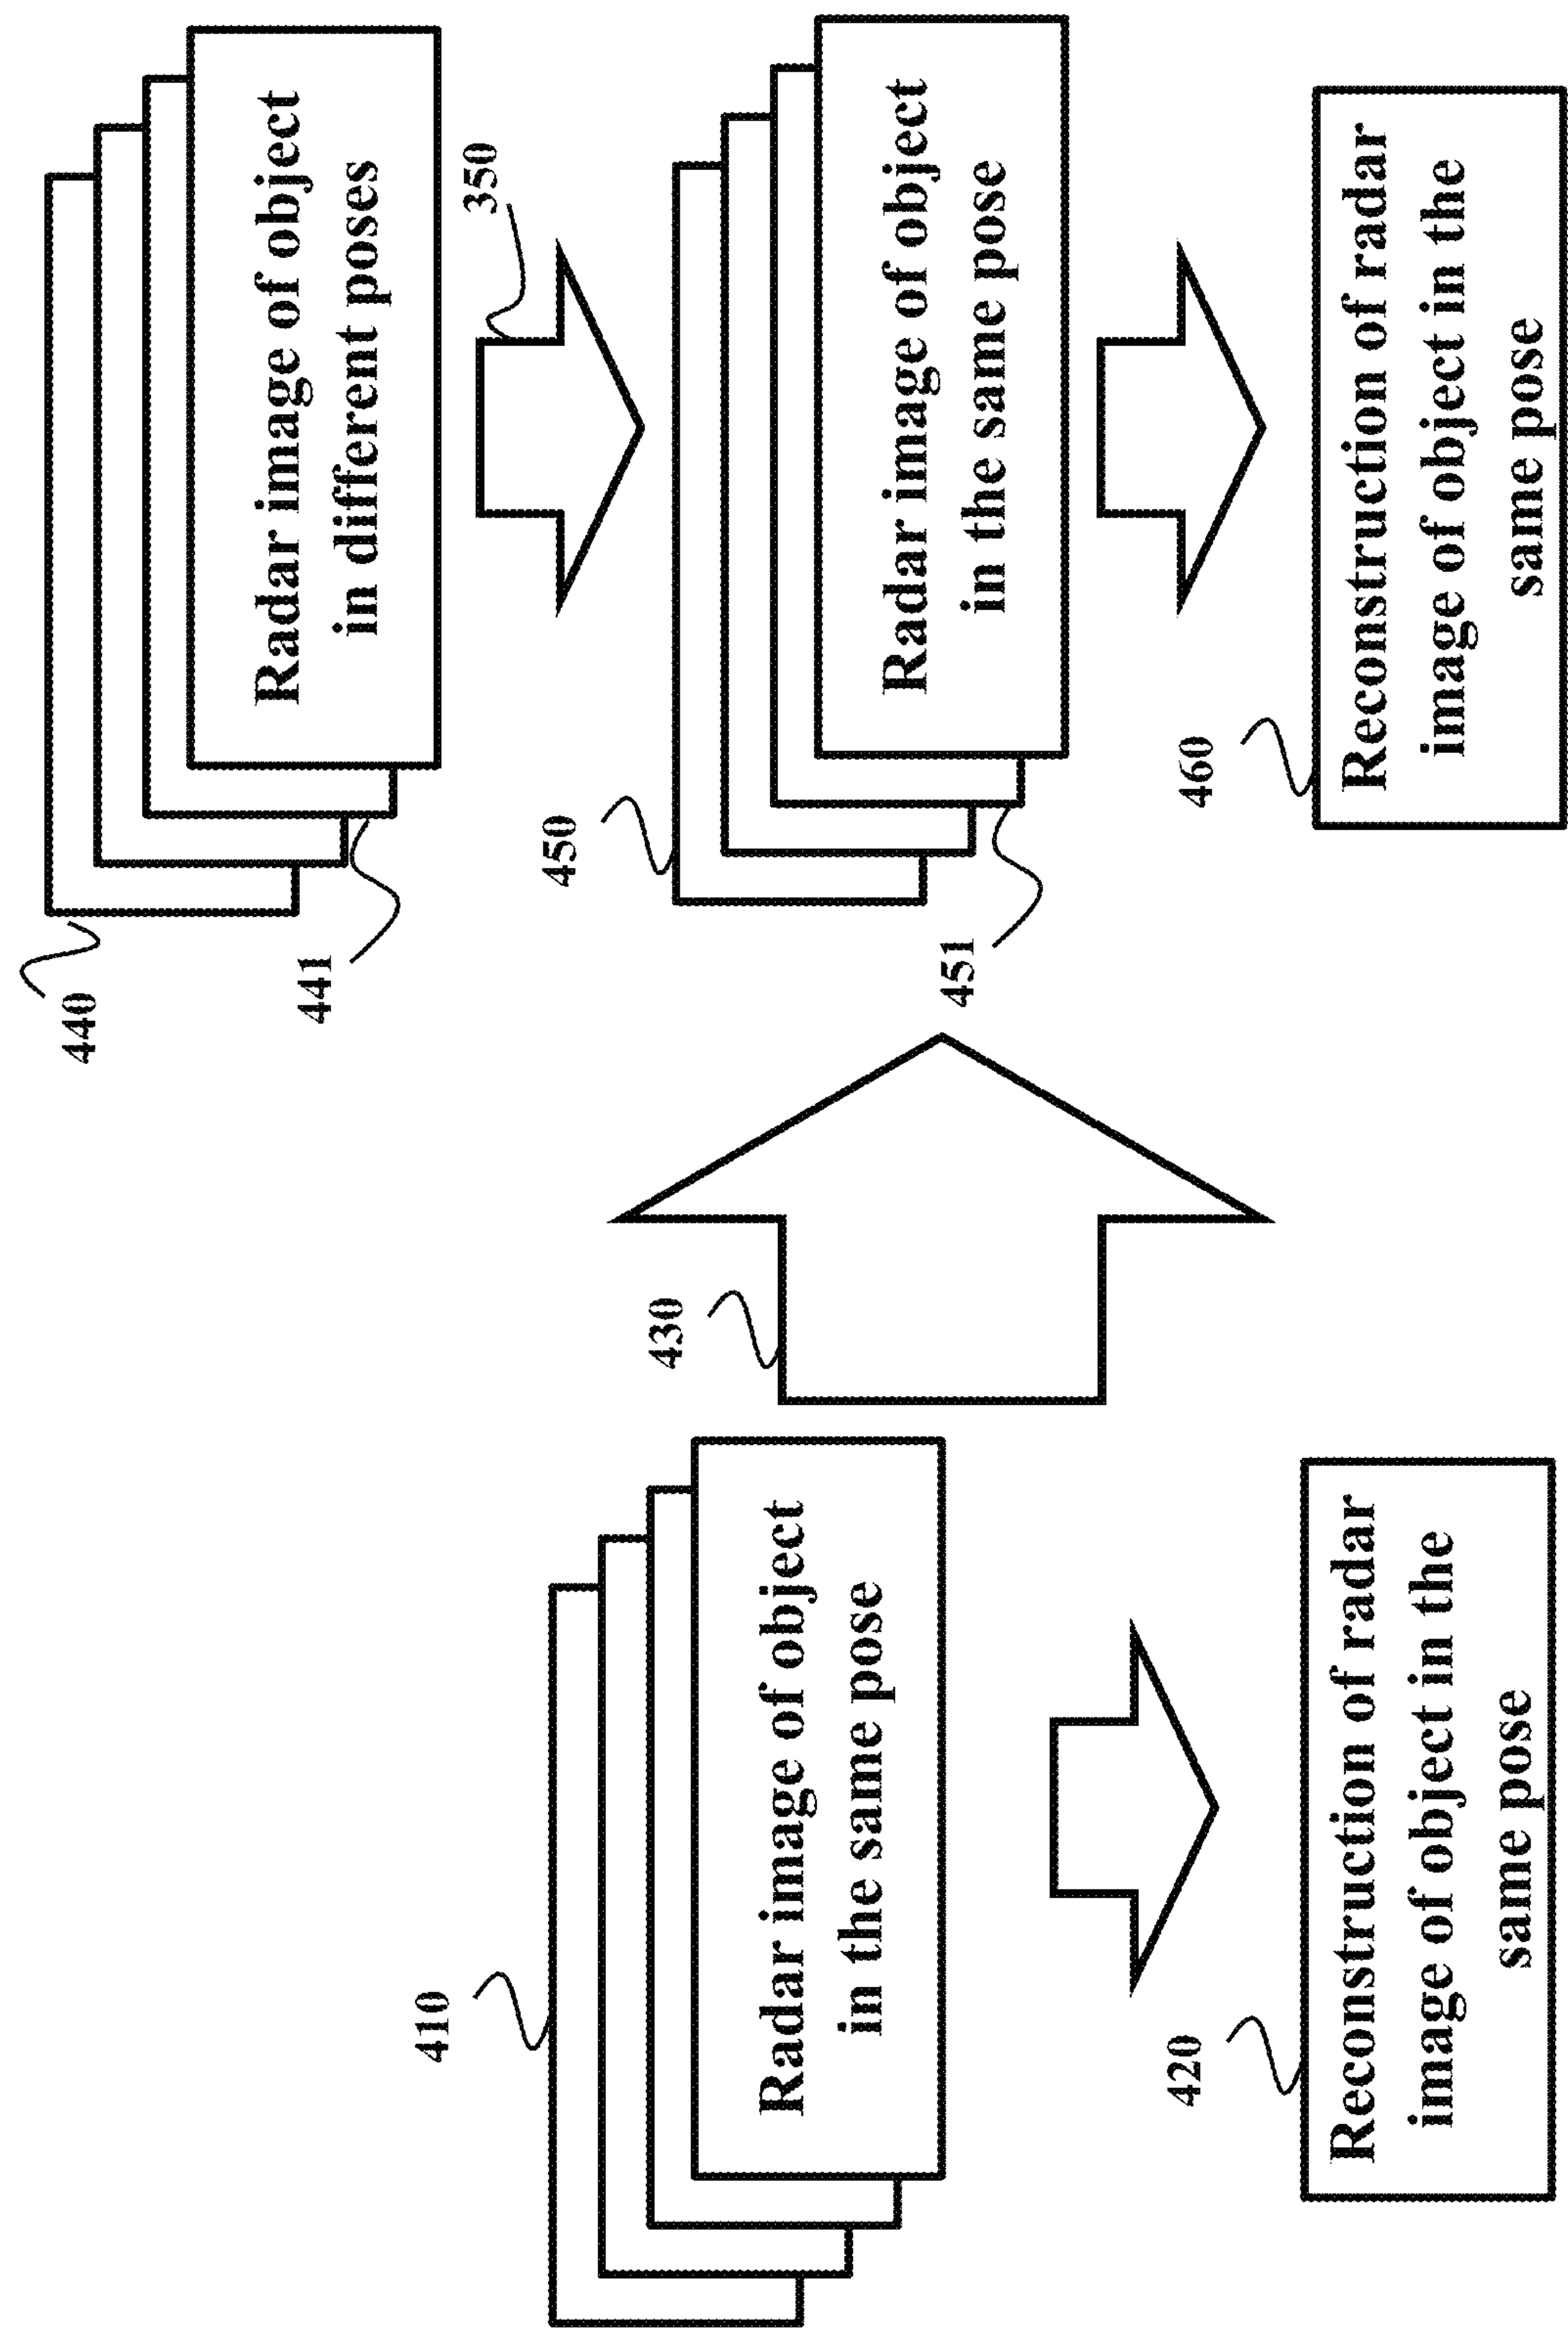 410
Radar image of object
in the same pose
420
Reconstruction of radar
image of object in the
same pose
430
440
441
Radar image of object
in different poses
350
450
451
Radar image of object
in the same pose
460
Reconstruction of radar
image of object in the
same pose